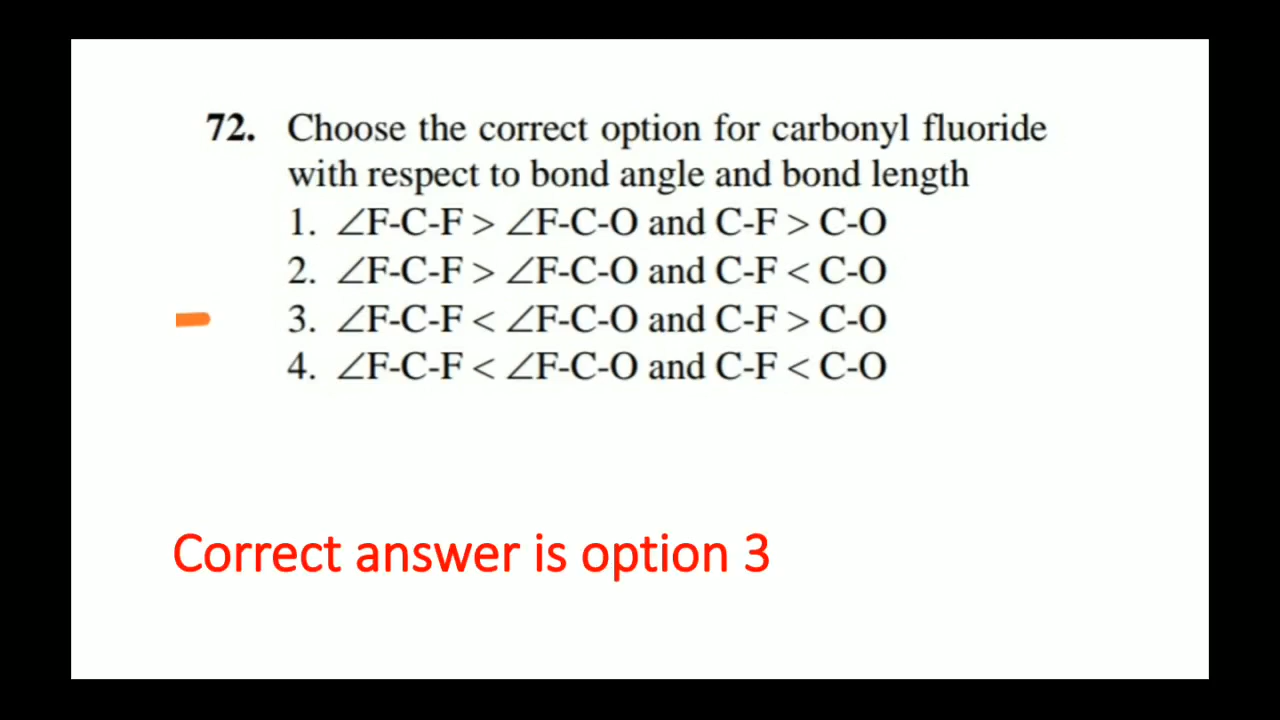 72. Choose the correct option for carbonyl fluoride
with respect to bond angle and bond length
1. ∠F-C-F > ∠F-C-O and C-F > C-O
2. ∠F-C-F > ∠F-C-O and C-F < C-O
3. ∠F-C-F < ∠F-C-O and C-F > C-O
4. ∠F-C-F < ∠F-C-O and C-F < C-O
Correct answer is option 3